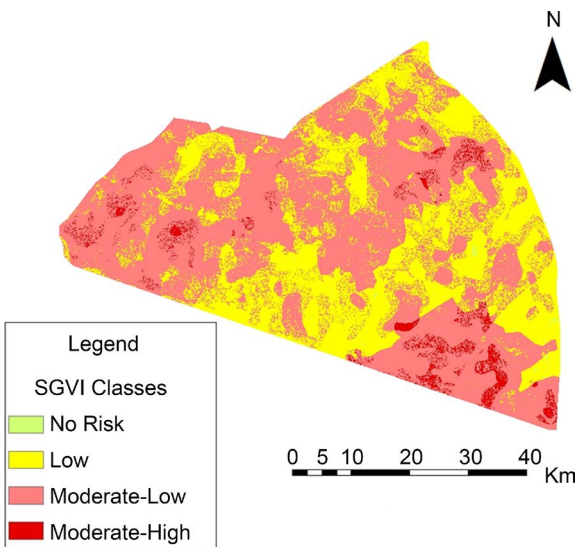 N
Legend
SGVI Classes
No Risk
Low
Moderate-Low
Moderate-High
0 5 10 20 30 40
Km